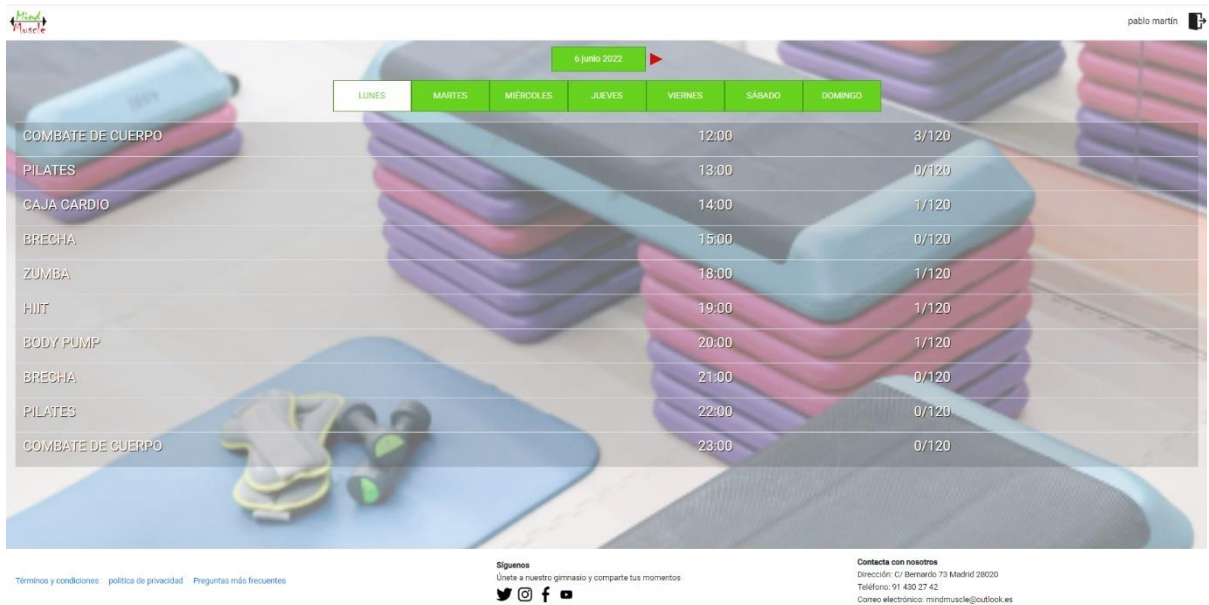 Mind
Muscle
pablo martín
6 junio 2022
LUNES MARTES MIÉRCOLES JUEVES VIERNES SÁBADO DOMINGO
COMBATE DE CUERPO 12:00 3/120
PILATES 13:00 0/120
CAJA CARDIO 14:00 1/120
BRECHA 15:00 0/120
ZUMBA 18:00 1/120
HIIT 19:00 1/120
BODY PUMP 20:00 1/120
BRECHA 21:00 0/120
PILATES 22:00 0/120
COMBATE DE CUERPO 23:00 0/120
Términos y condiciones politica de privacidad Preguntas más frecuentes
Síguenos
Únete a nuestro gimnasio y comparte tus momentos
Contacta con nosotros
Dirección: C/ Bernardo 73 Madrid 28020
Teléfono: 91 430 27 42
Correo electrónico: mindmuscle@outlook.es